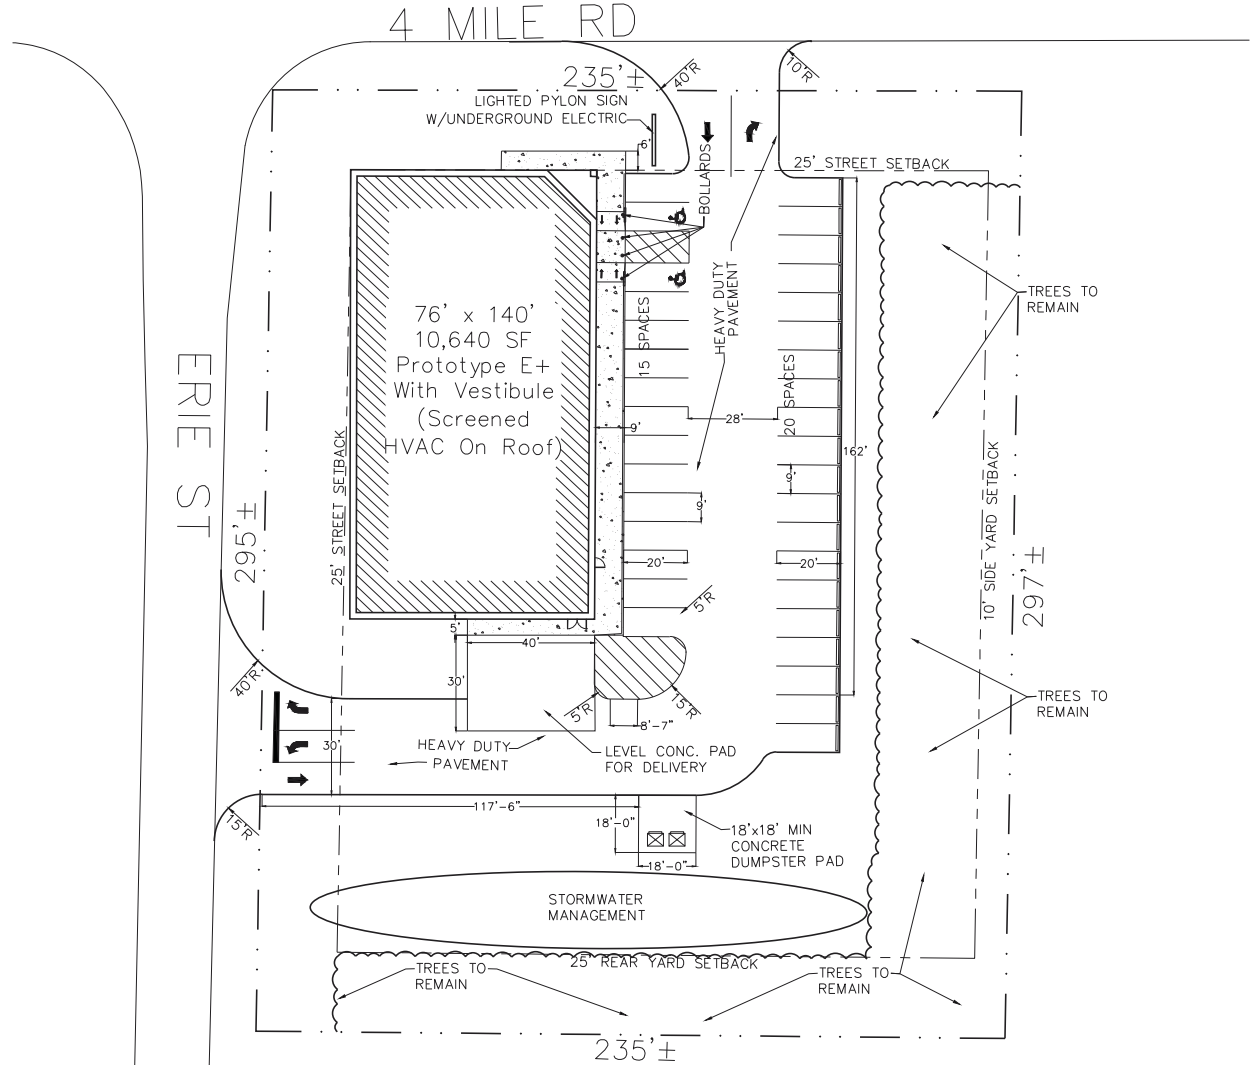 4 MILE RD
235'±
40'R
10'R
LIGHTED PYLON SIGN
W/UNDERGROUND ELECTRIC
6'
BOLLARDS
25' STREET SETBACK
TREES TO
REMAIN
HEAVY DUTY
PAVEMENT
76' x 140'
10,640 SF
Prototype E+
With Vestibule
(Screened
HVAC On Roof)
15 SPACES
20 SPACES
28'
9'
162'
9'
9'
20'
20'
ERIE ST
295'±
25' STREET SETBACK
10' SIDE YARD SETBACK
297'±
5'R
5'
40'
30'
40'R
5'R
15'R
8'-7"
TREES TO
REMAIN
30'
HEAVY DUTY
PAVEMENT
LEVEL CONC. PAD
FOR DELIVERY
117'-6"
15'R
18'-0"
18'-0"
18'x18' MIN
CONCRETE
DUMPSTER PAD
STORMWATER
MANAGEMENT
25' REAR YARD SETBACK
TREES TO
REMAIN
TREES TO
REMAIN
235'±